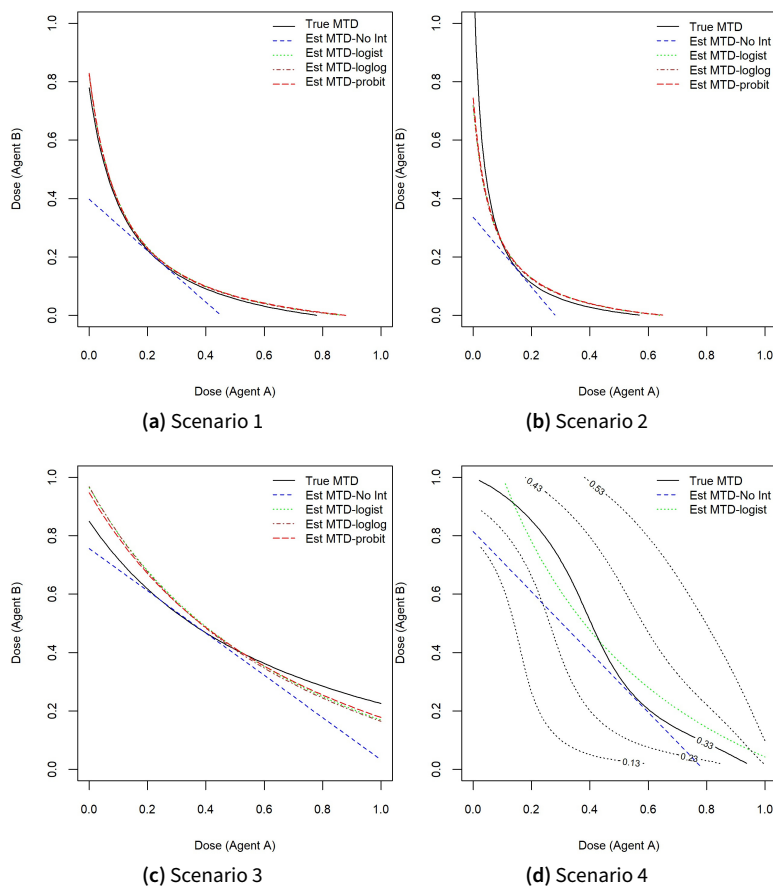 True MTD
Est MTD-No Int
Est MTD-logist
Est MTD-loglog
Est MTD-probit
Dose (Agent B)
0.0 0.2 0.4 0.6 0.8 1.0
0.0 0.2 0.4 0.6 0.8 1.0
Dose (Agent A)
(a) Scenario 1
True MTD
Est MTD-No Int
Est MTD-logist
Est MTD-loglog
Est MTD-probit
Dose (Agent B)
0.0 0.2 0.4 0.6 0.8 1.0
0.0 0.2 0.4 0.6 0.8 1.0
Dose (Agent A)
(b) Scenario 2
True MTD
Est MTD-No Int
Est MTD-logist
Est MTD-loglog
Est MTD-probit
Dose (Agent B)
0.0 0.2 0.4 0.6 0.8 1.0
0.0 0.2 0.4 0.6 0.8 1.0
Dose (Agent A)
(c) Scenario 3
True MTD
Est MTD-No Int
Est MTD-logist
0.43
0.53
0.33
0.23
0.13
Dose (Agent B)
0.0 0.2 0.4 0.6 0.8 1.0
0.0 0.2 0.4 0.6 0.8 1.0
Dose (Agent A)
(d) Scenario 4